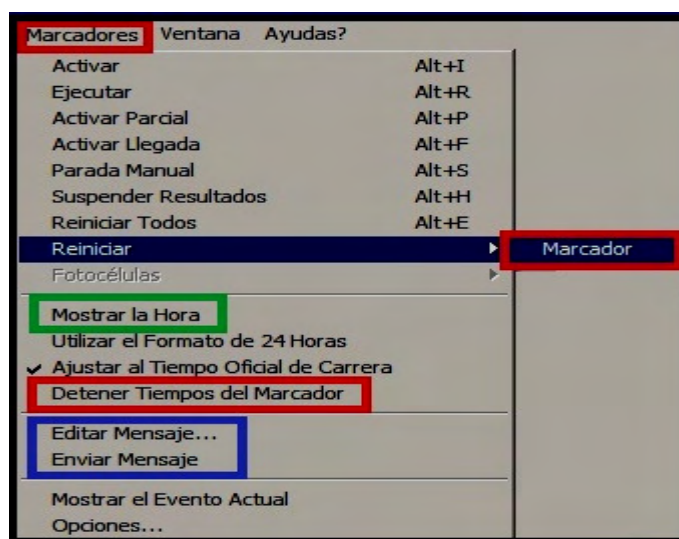 Marcadores Ventana Ayudas?
Activar Alt+I
Ejecutar Alt+R
Activar Parcial Alt+P
Activar Llegada Alt+F
Parada Manual Alt+S
Suspender Resultados Alt+H
Reiniciar Todos Alt+E
Reiniciar Marcador
Fotocélulas
Mostrar la Hora
Utilizar el Formato de 24 Horas
Ajustar al Tiempo Oficial de Carrera
Detener Tiempos del Marcador
Editar Mensaje...
Enviar Mensaje
Mostrar el Evento Actual
Opciones...